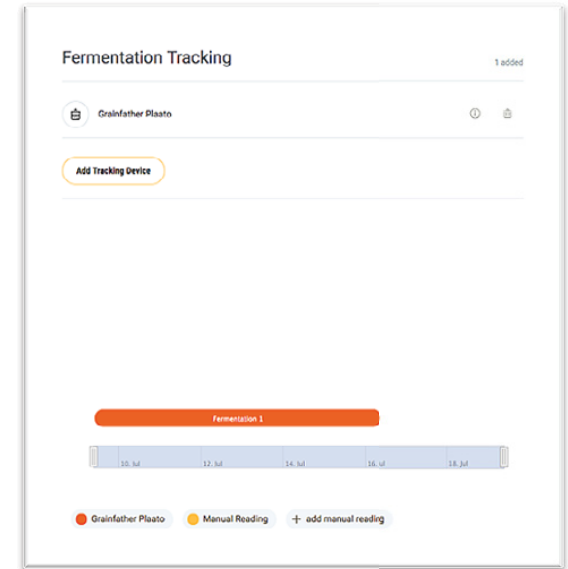 Fermentation Tracking
1 added
Grainfather Plaato
Add Tracking Device
Fermentation 1
10. Jul
12. Jul
14. Jul
16. ul
18. Jul
Grainfather Plaato
Manual Reading
+ add manual reading